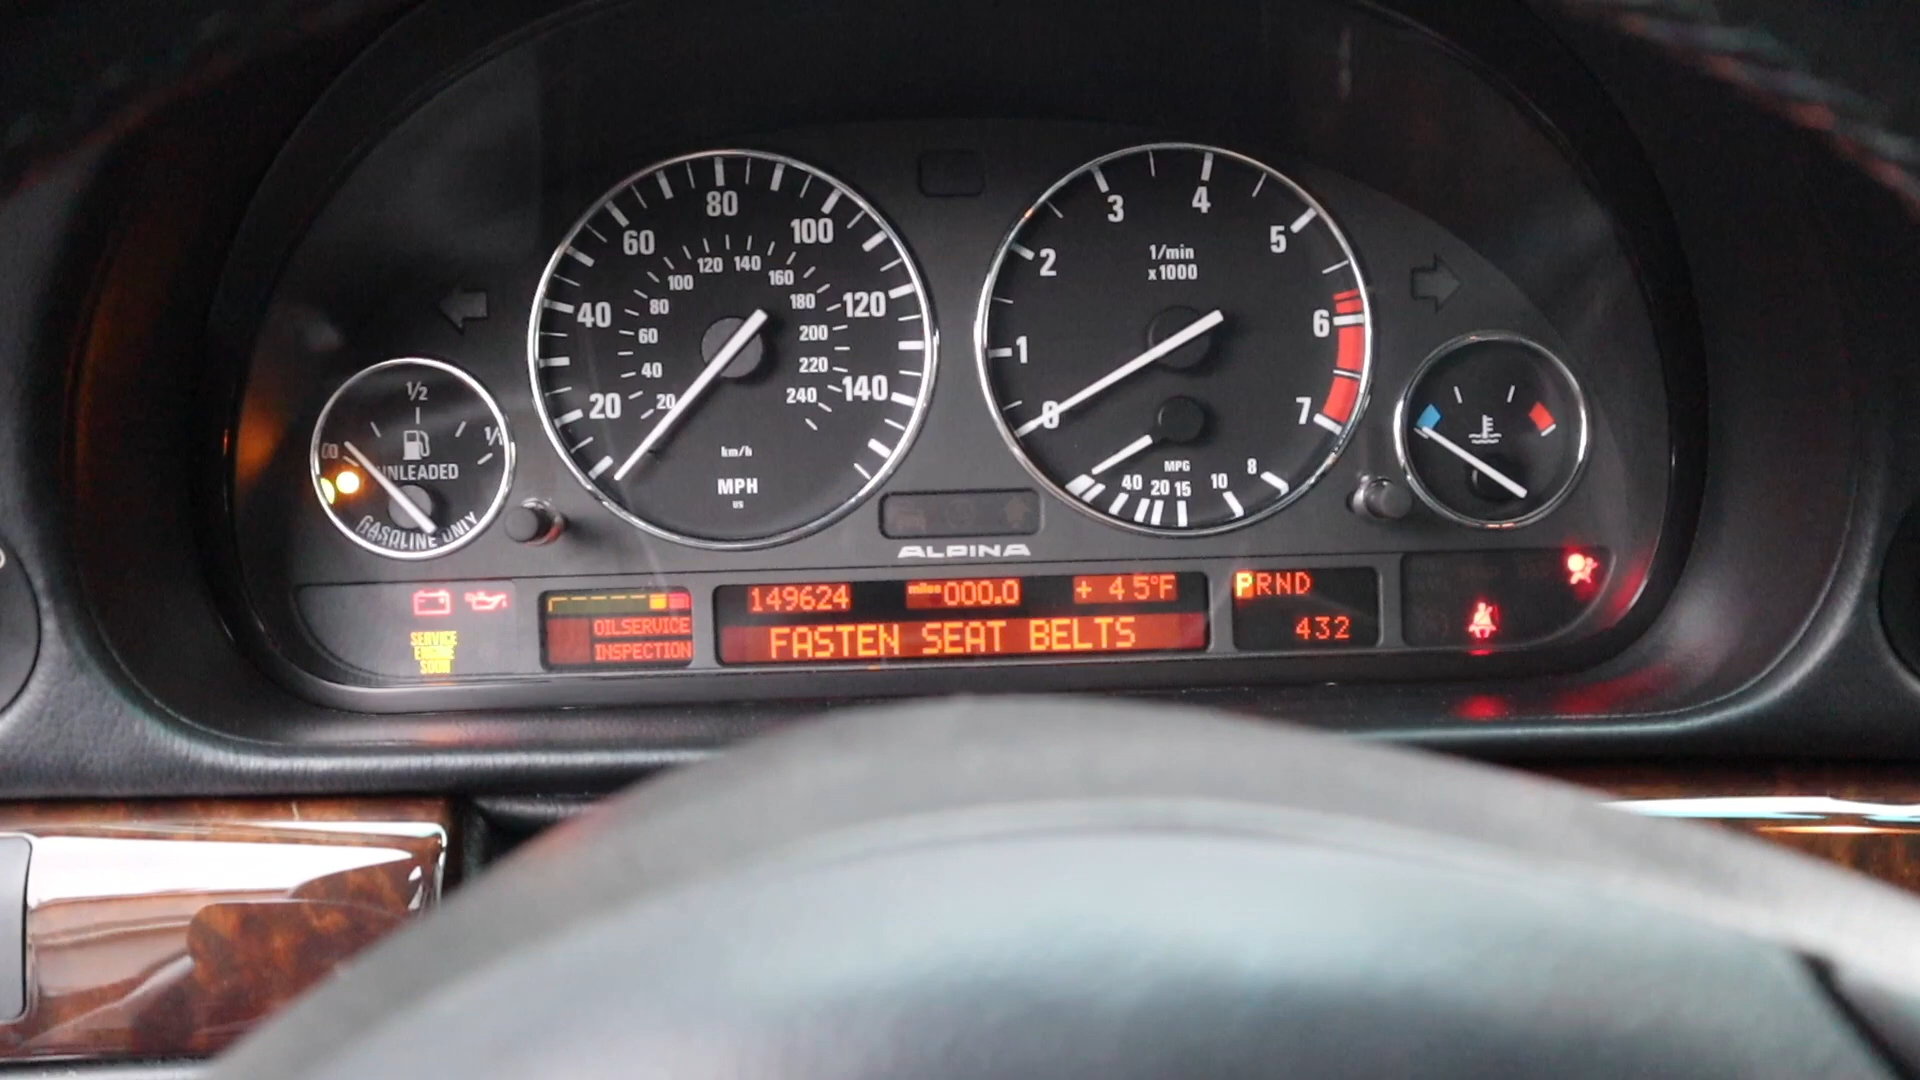 80
60
100
40
120
20
140
20
40
60
80
100
120
140
160
180
200
220
240
km/h
MPH
us
0
1
2
3
4
5
6
7
1/min
x1000
MPG
40 20 15 10 8
1/2
1/1
UNLEADED
GASOLINE ONLY
ALPINA
SERVICE
ENGINE
SOON
OILSERVICE
INSPECTION
149624 miles 000.0 + 45°F
FASTEN SEAT BELTS
PRND
432